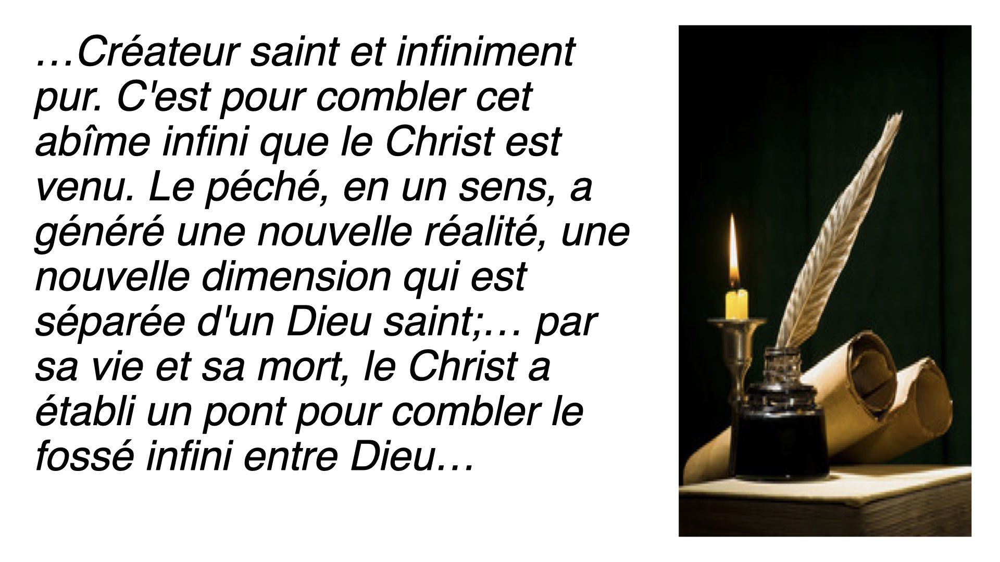 …Créateur saint et infiniment
pur. C'est pour combler cet
abîme infini que le Christ est
venu. Le péché, en un sens, a
généré une nouvelle réalité, une
nouvelle dimension qui est
séparée d'un Dieu saint;… par
sa vie et sa mort, le Christ a
établi un pont pour combler le
fossé infini entre Dieu…